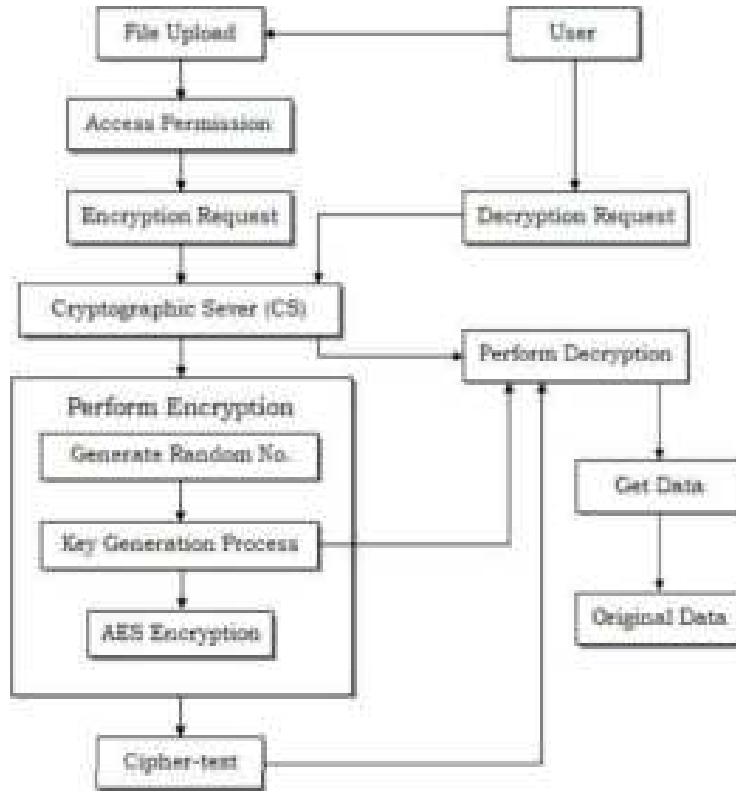 File Upload
User
Access Permission
Encryption Request
Decryption Request
Cryptographic Sever (CS)
Perform Decryption
Perform Encryption
Generate Random No.
Get Data
Key Generation Process
Original Data
AES Encryption
Cipher-text